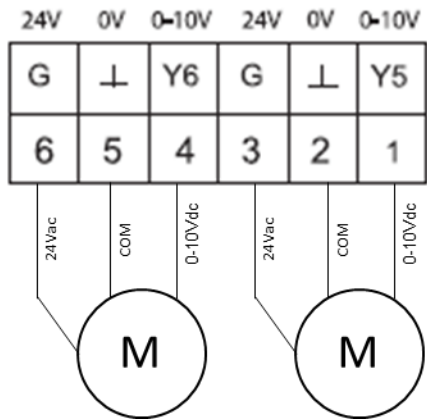 24V 0V 0-10V 24V 0V 0-10V
G ⊥ Y6 G ⊥ Y5
6 5 4 3 2 1
24Vac COM 0-10Vdc 24Vac COM 0-10Vdc
M M